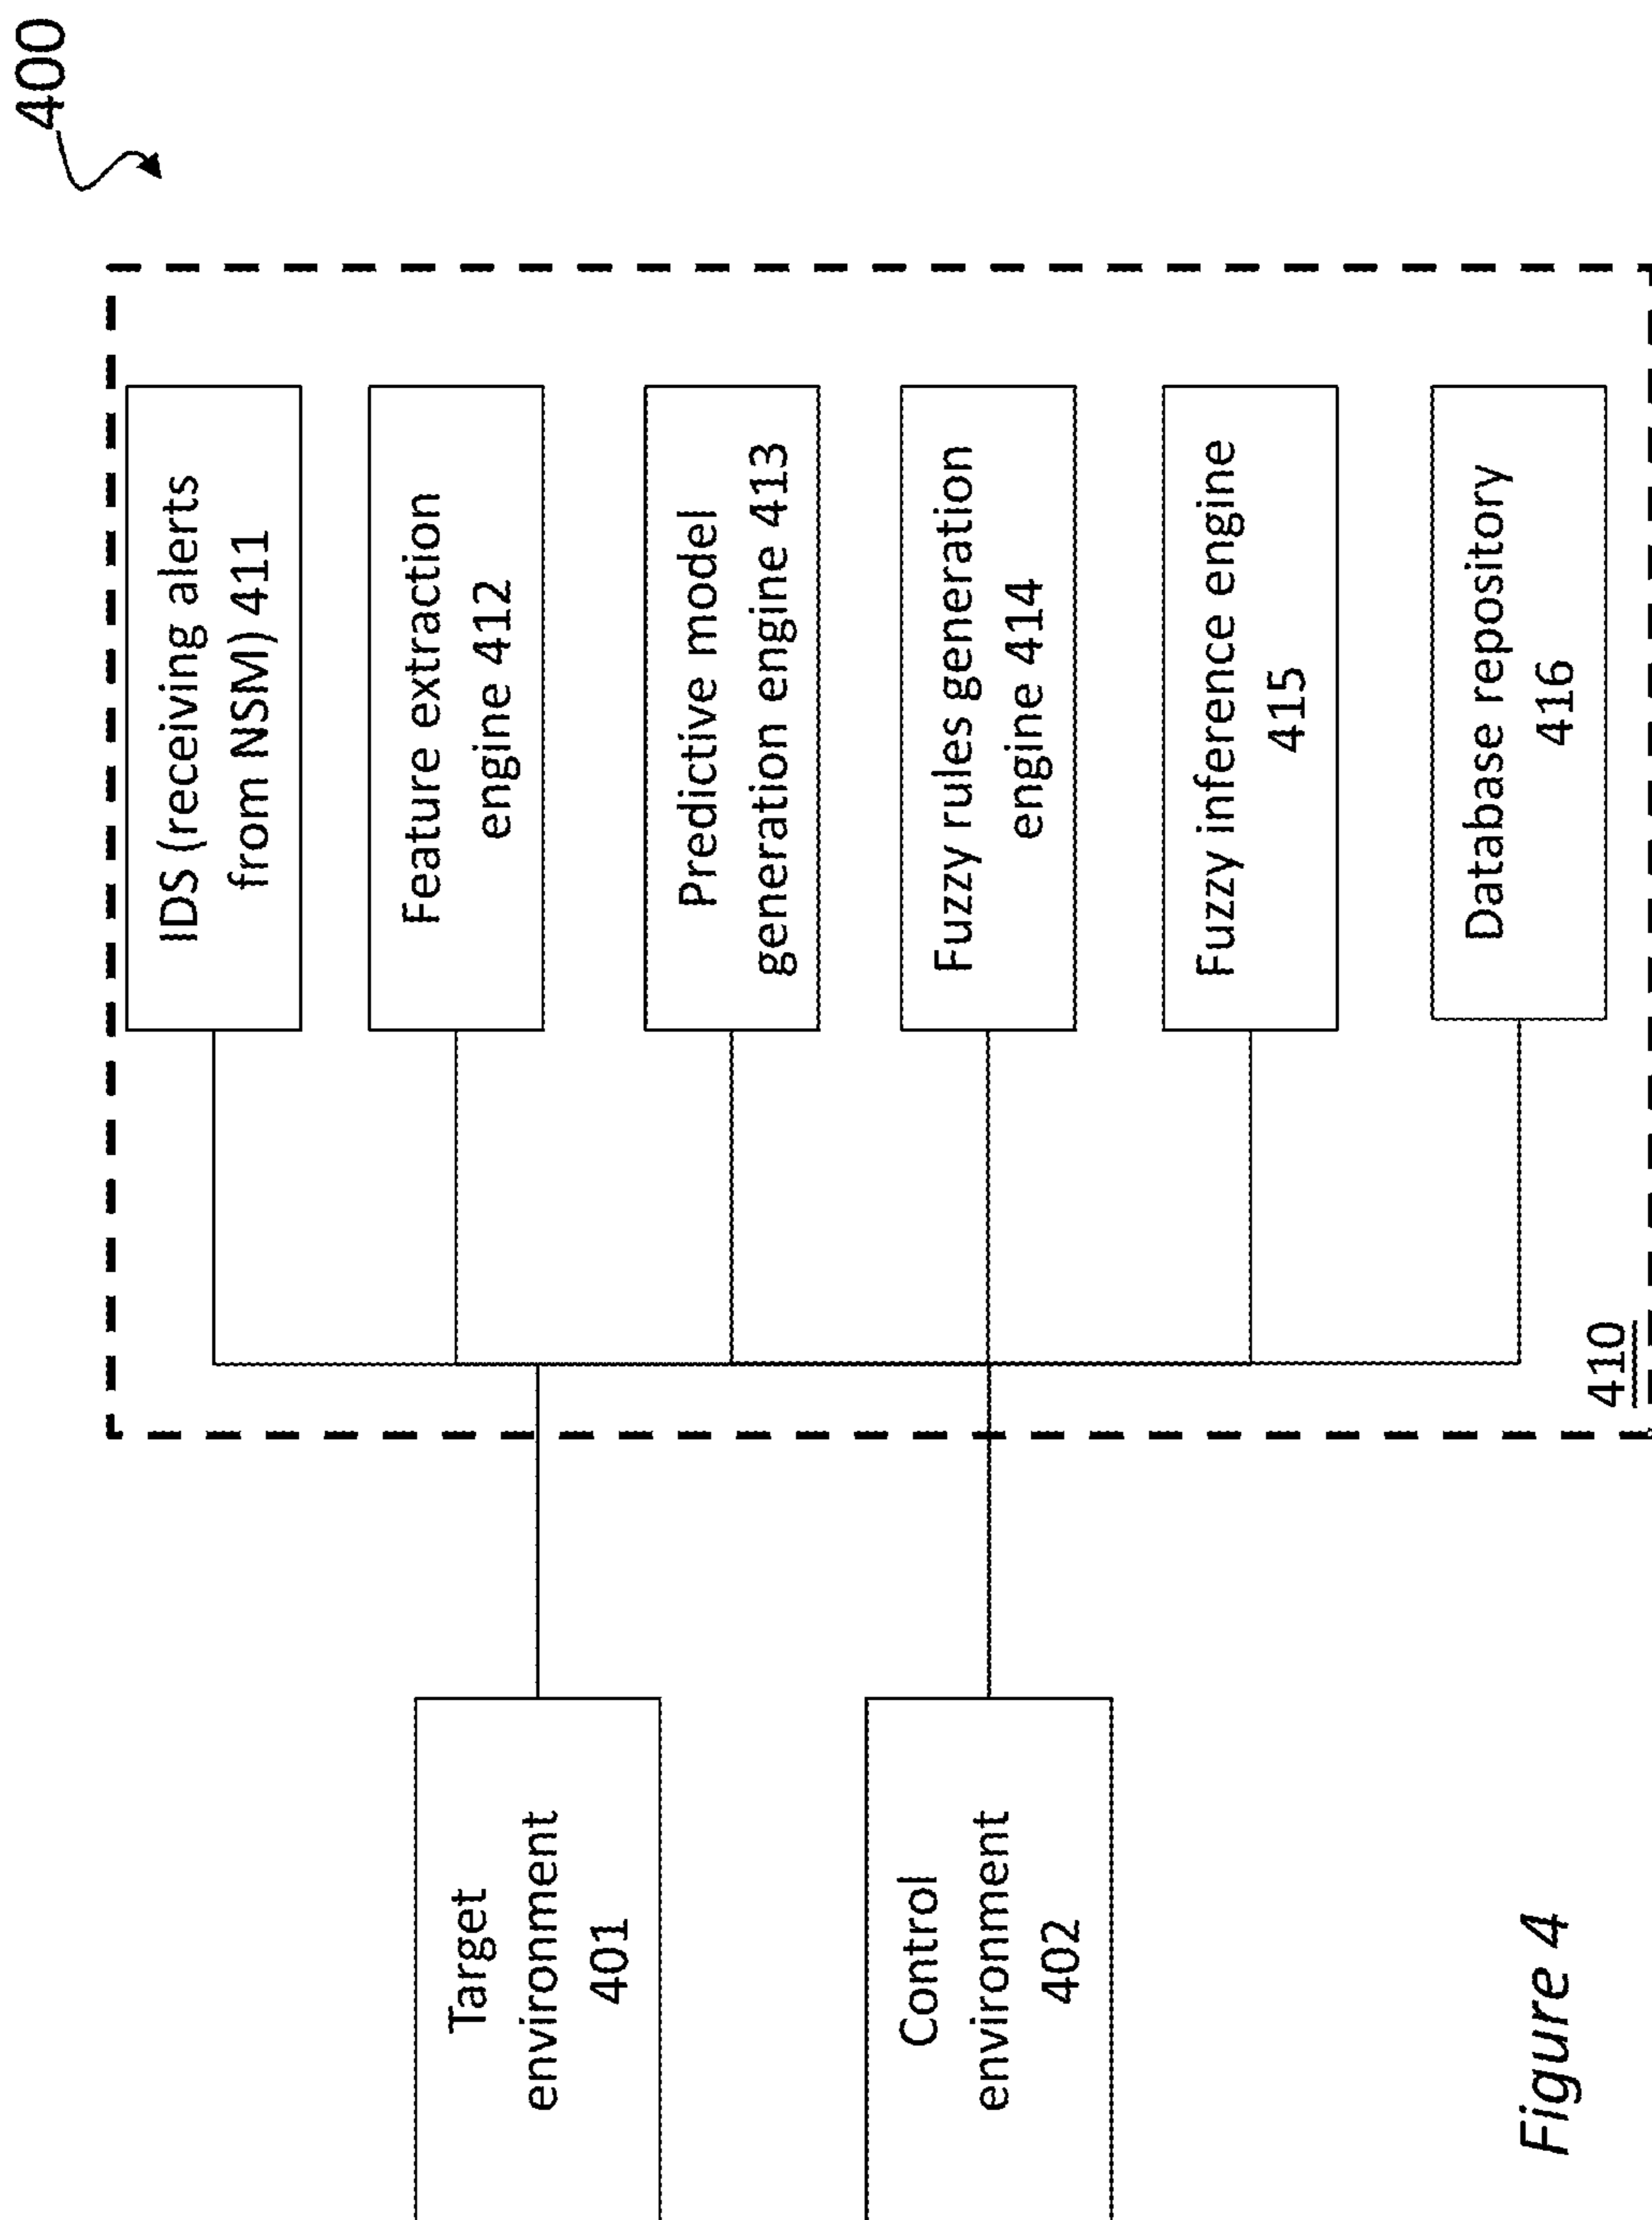 400
IDS (receiving alerts
from NSM) 411
Feature extraction
engine 412
Predictive model
generation engine 413
Fuzzy rules generation
engine 414
Fuzzy inference engine
415
Database repository
416
410
Target
environment
401
Control
environment
402
Figure 4